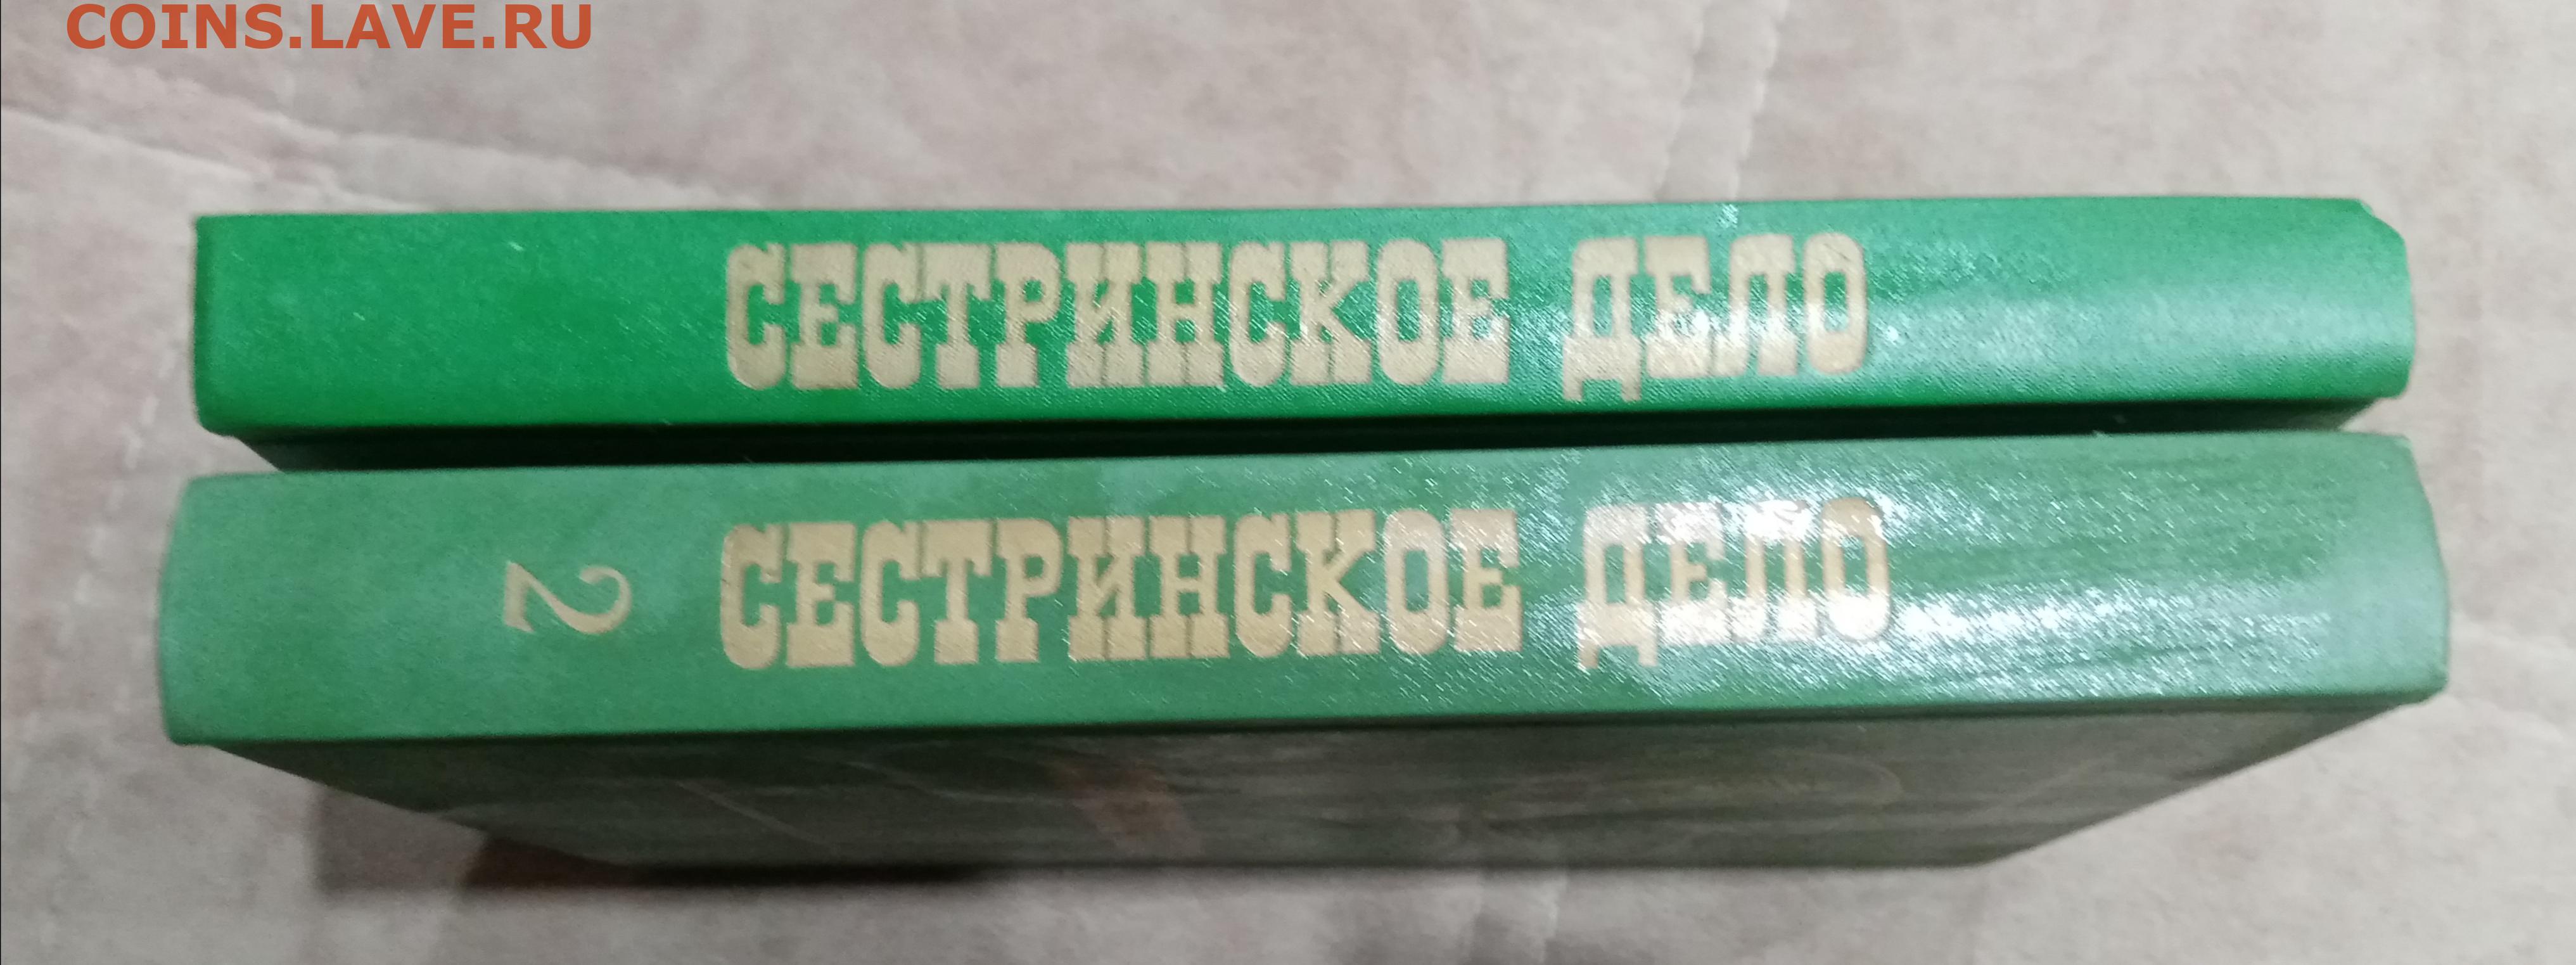 COINS.LAVE.RU
СЕСТРИНСКОЕ ДЕЛО
2 СЕСТРИНСКОЕ ДЕЛО